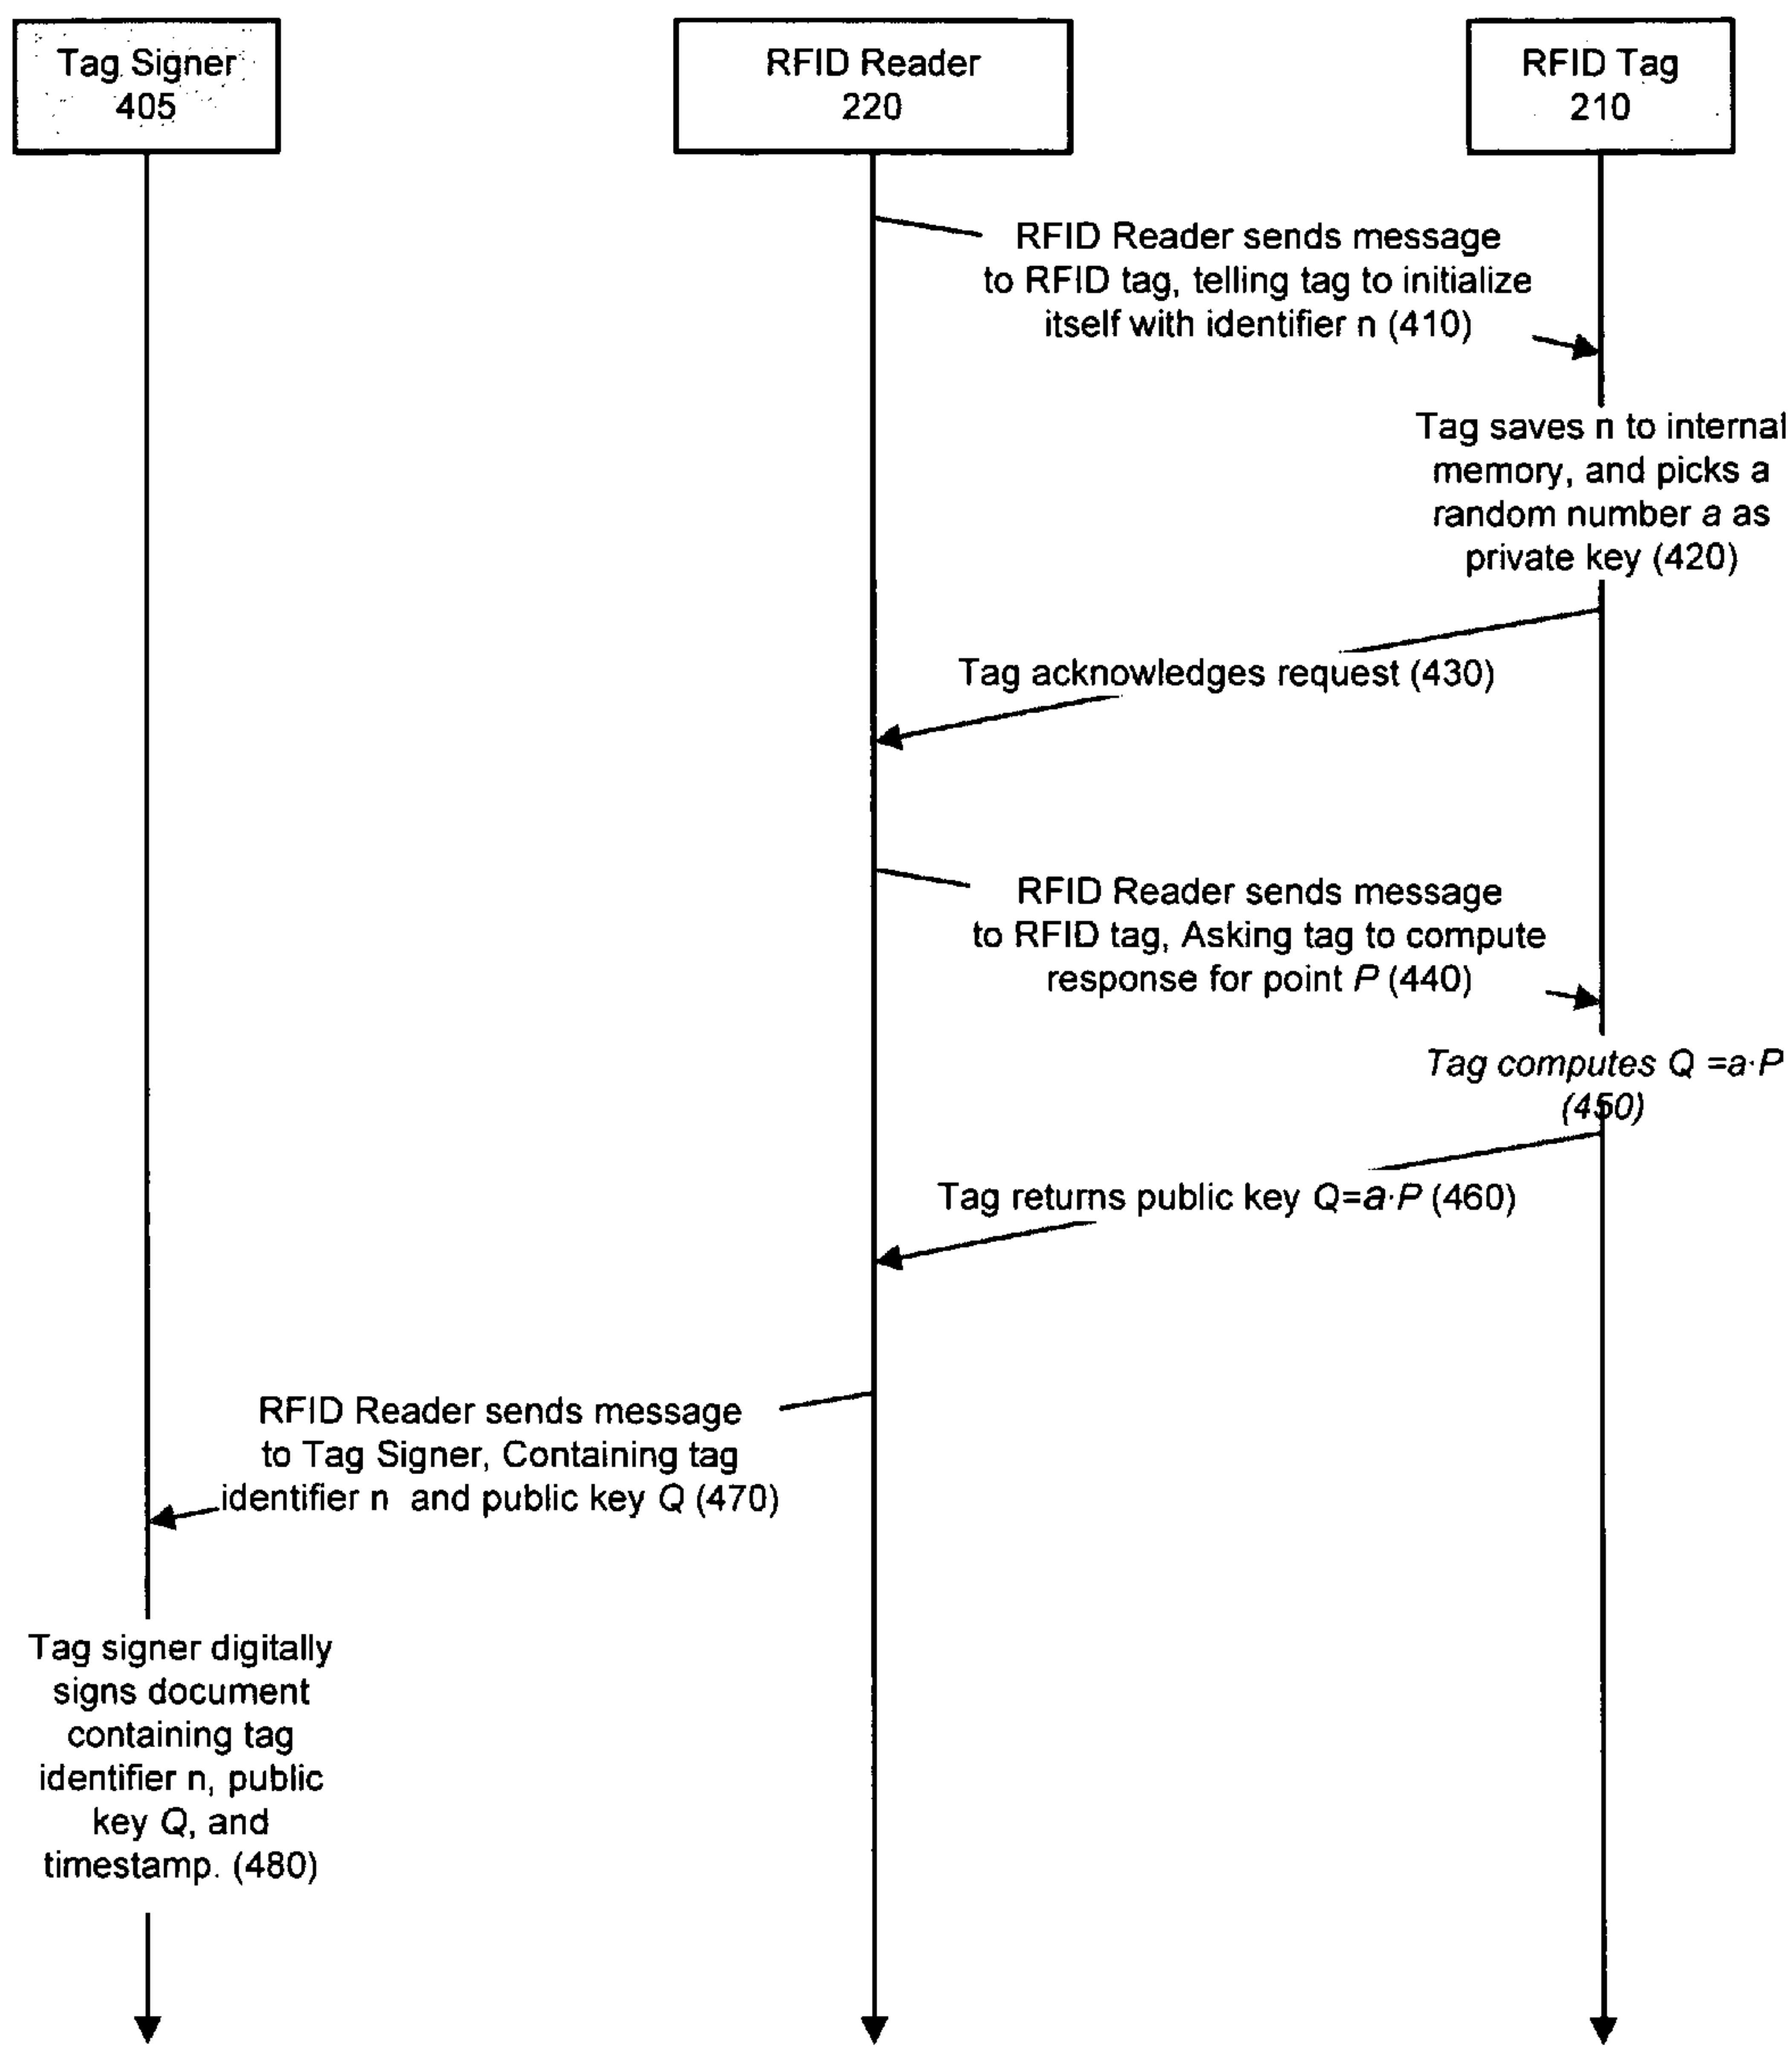 Tag Signer
405
RFID Reader
220
RFID Tag
210
RFID Reader sends message
to RFID tag, telling tag to initialize
itself with identifier n (410)
Tag saves n to internal
memory, and picks a
random number a as
private key (420)
Tag acknowledges request (430)
RFID Reader sends message
to RFID tag, Asking tag to compute
response for point P (440)
Tag computes Q =a·P
(450)
Tag returns public key Q=a·P (460)
RFID Reader sends message
to Tag Signer, Containing tag
identifier n and public key Q (470)
Tag signer digitally
signs document
containing tag
identifier n, public
key Q, and
timestamp. (480)